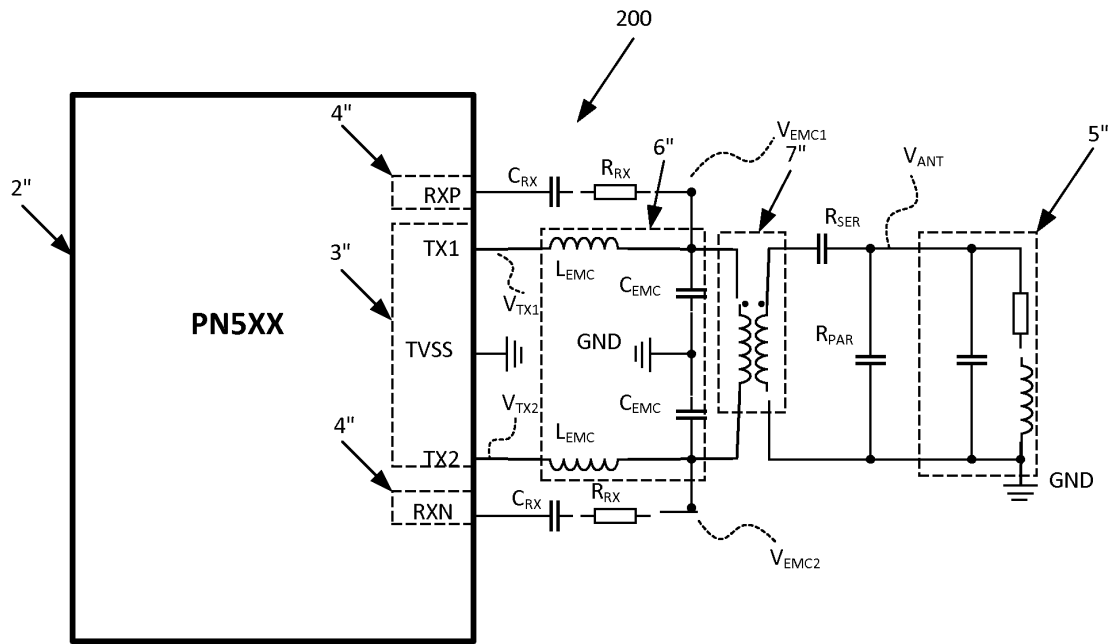 200
4"
V_EMC1
5"
6"
7"
V_ANT
2"
C_RX
R_RX
RXP
R_SER
3"
TX1
L_EMC
C_EMC
V_TX1
PN5XX
TVSS
GND
R_PAR
V_TX2
C_EMC
4"
L_EMC
TX2
C_RX
R_RX
GND
RXN
V_EMC2